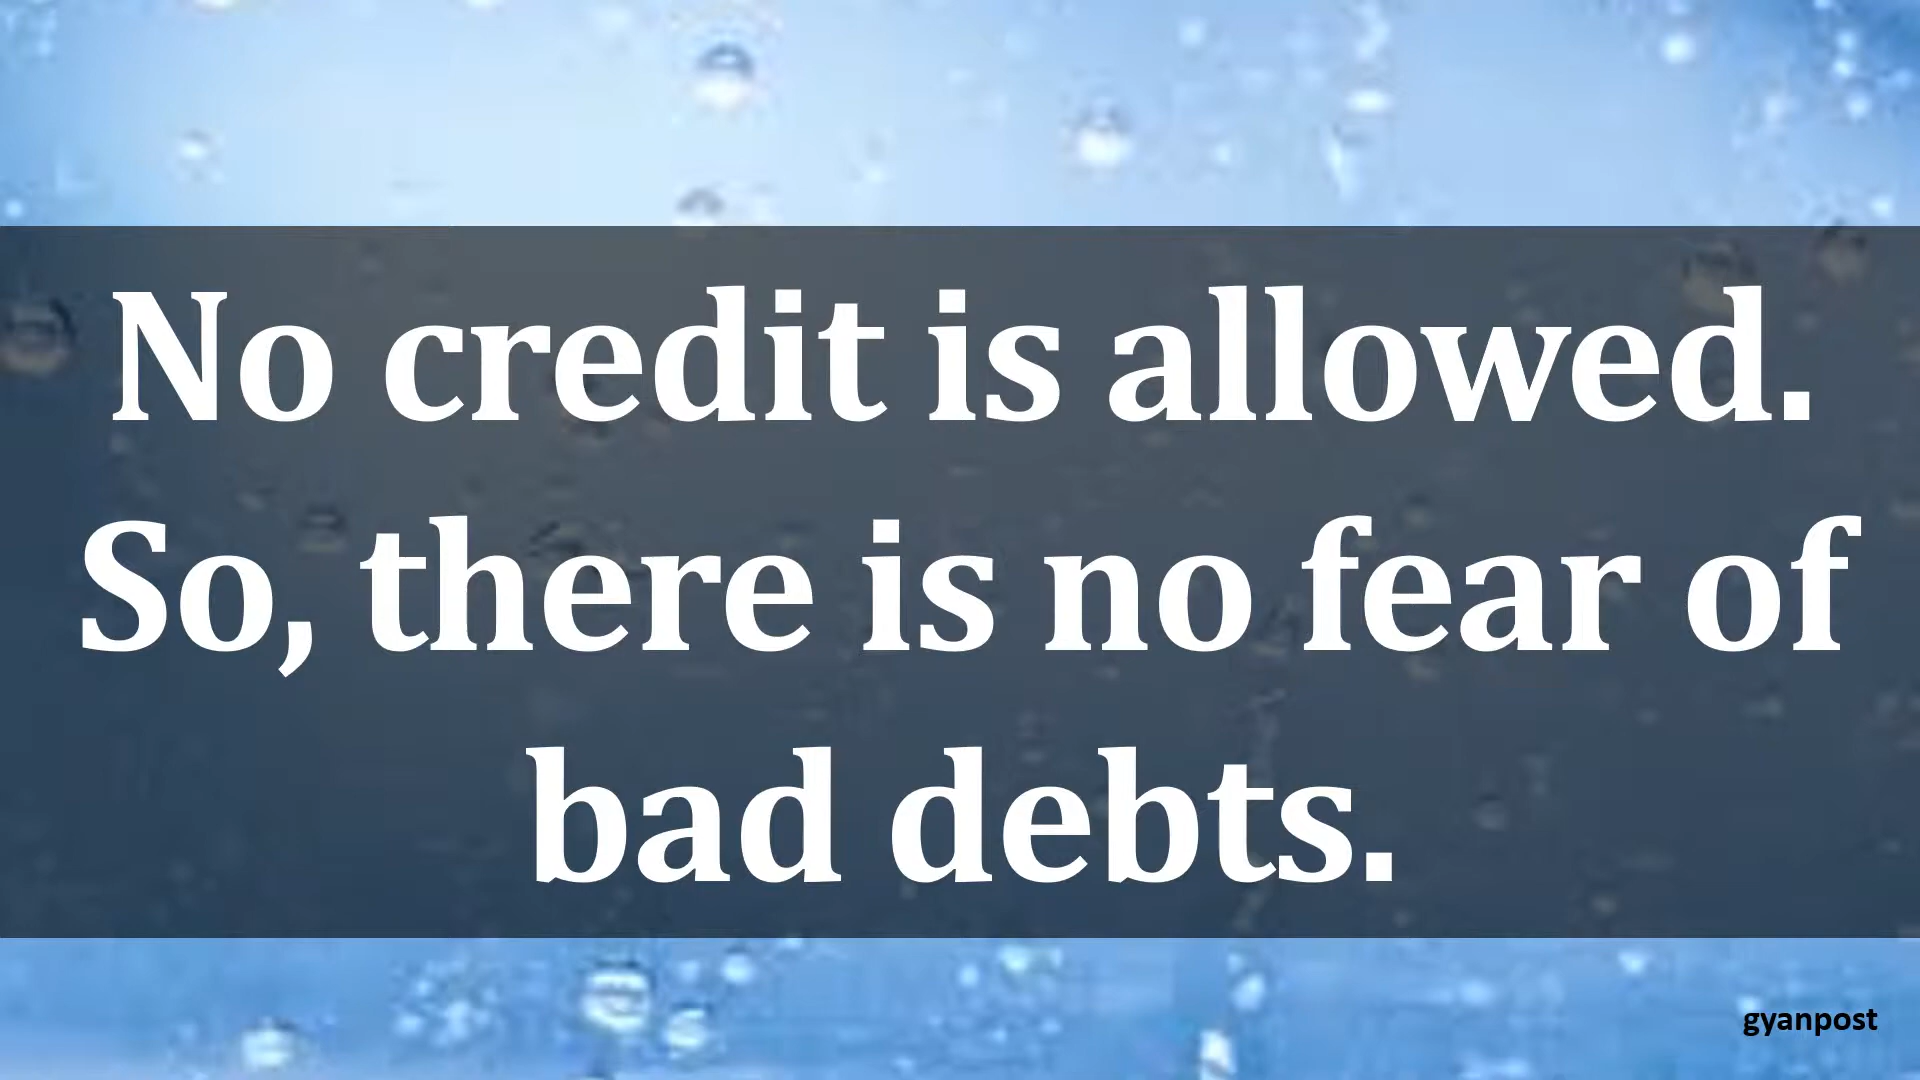 No credit is allowed.
So, there is no fear of
bad debts.
gyanpost